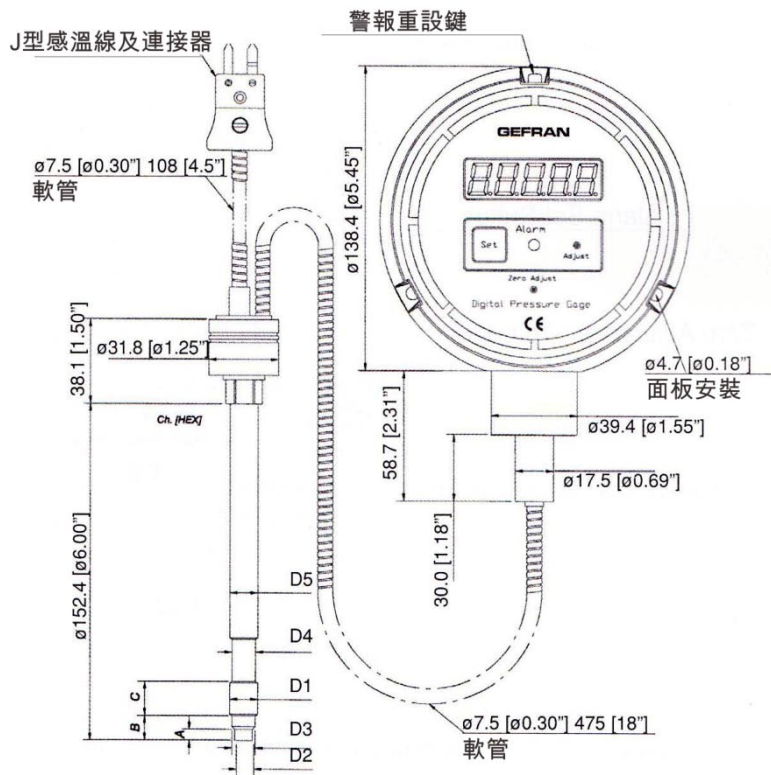 警報重設鍵
J型感溫線及連接器
GEFRAN
ø7.5 [ø0.30”] 108 [4.5”]
軟管
ø138.4 [ø5.45”]
88888
Set
Alarm
Adjust
Zero Adjust
Digital Pressure Gage
CE
38.1 [1.50”]
ø31.8 [ø1.25”]
ø4.7 [ø0.18”]
面板安裝
Ch. [HEX]
58.7 [2.31”]
ø39.4 [ø1.55”]
ø17.5 [ø0.69”]
30.0 [1.18”]
ø152.4 [ø6.00”]
D5
D4
D1
C
B
A
D3
D2
ø7.5 [ø0.30”] 475 [18”]
軟管